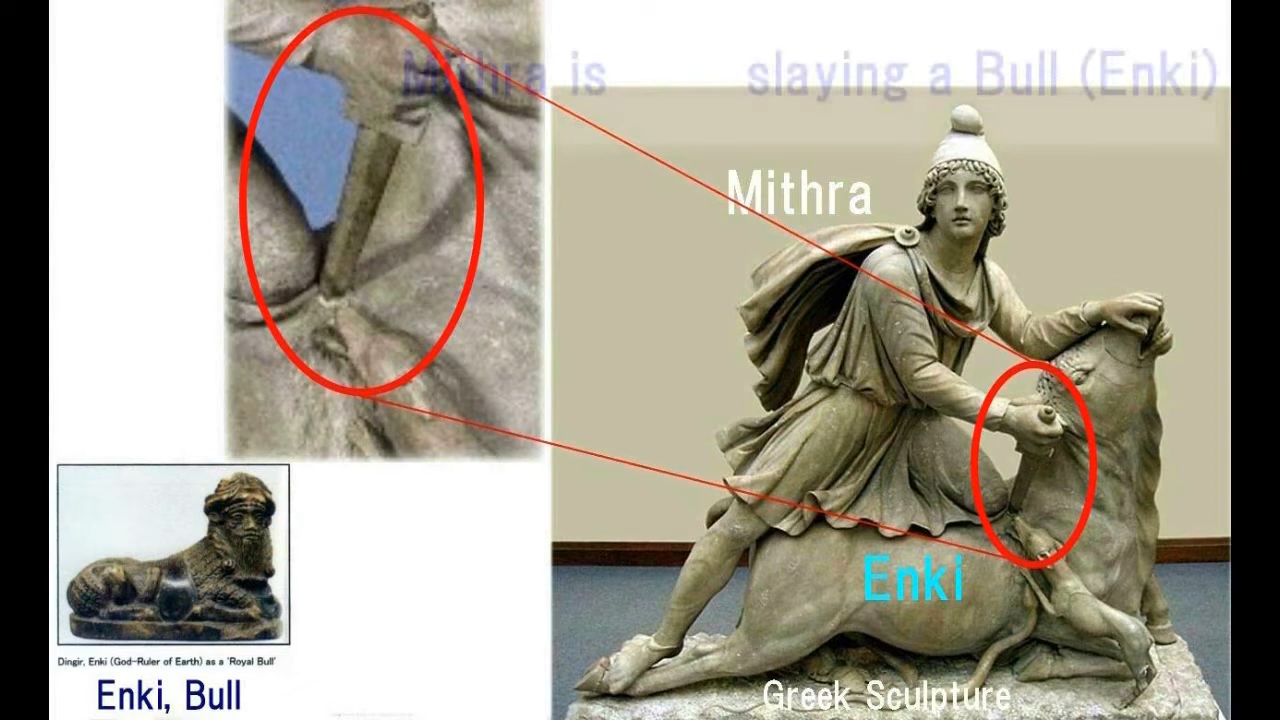 Mithra is slaying a Bull (Enki)
Mithra
Enki
Dingir, Enki (God-Ruler of Earth) as a 'Royal Bull'
Enki, Bull
Greek Sculpture